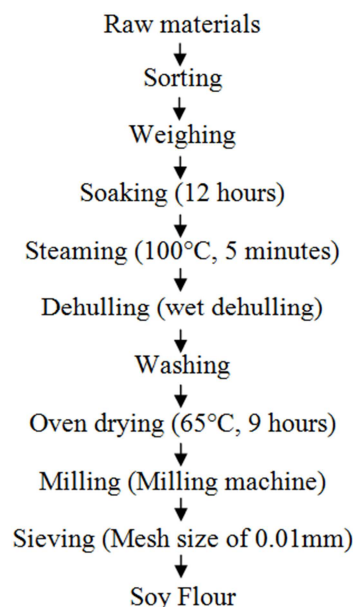 Raw materials
Sorting
Weighing
Soaking (12 hours)
Steaming (100°C, 5 minutes)
Dehulling (wet dehulling)
Washing
Oven drying (65°C, 9 hours)
Milling (Milling machine)
Sieving (Mesh size of 0.01mm)
Soy Flour